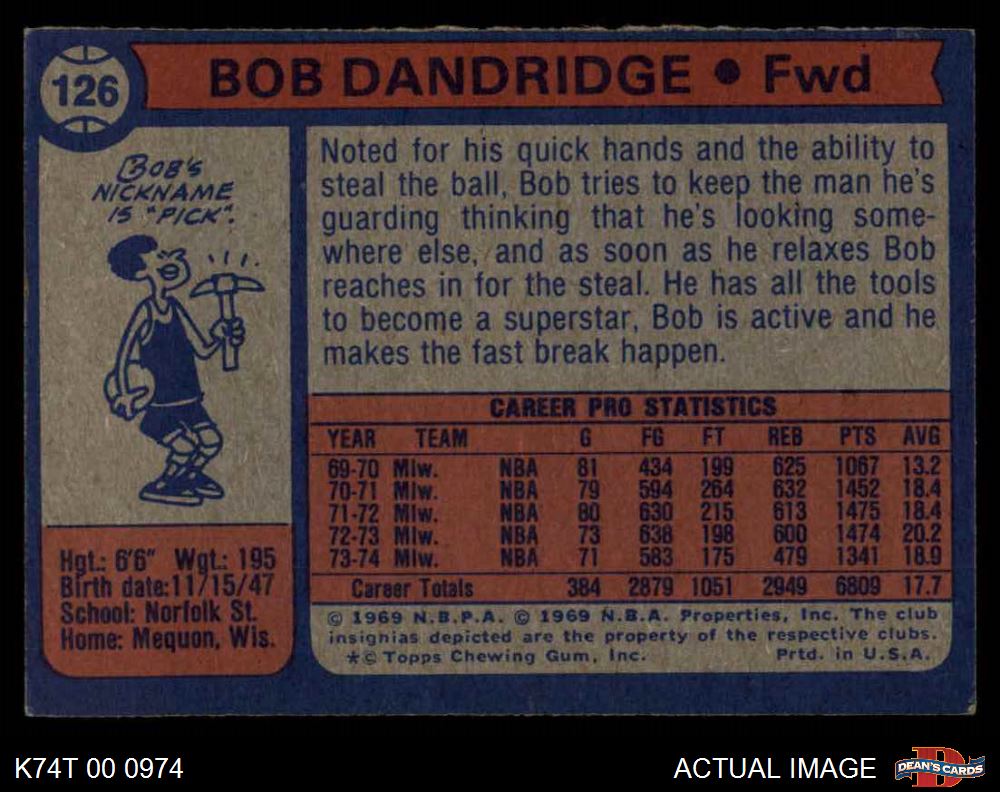 126
BOB DANDRIDGE • Fwd
BOB'S
NICKNAME
IS "PICK".
Noted for his quick hands and the ability to
steal the ball, Bob tries to keep the man he's
guarding thinking that he's looking some-
where else, and as soon as he relaxes Bob
reaches in for the steal. He has all the tools
to become a superstar, Bob is active and he
makes the fast break happen.
Hgt.: 6'6" Wgt.: 195
Birth date: 11/15/47
School: Norfolk St.
Home: Mequon, Wis.
CAREER PRO STATISTICS
YEAR TEAM G FG FT REB PTS AVG
69-70 Mlw. NBA 81 434 199 625 1067 13.2
70-71 Mlw. NBA 79 594 264 632 1452 18.4
71-72 Mlw. NBA 80 630 215 613 1475 18.4
72-73 Mlw. NBA 73 638 198 600 1474 20.2
73-74 Mlw. NBA 71 583 175 479 1341 18.9
Career Totals 384 2879 1051 2949 6809 17.7
© 1969 N.B.P.A. © 1969 N.B.A. Properties, Inc. The club
insignias depicted are the property of the respective clubs.
*© Topps Chewing Gum, Inc. Prtd. in U.S.A.
K74T 00 0974
ACTUAL IMAGE
DEAN'S CARDS